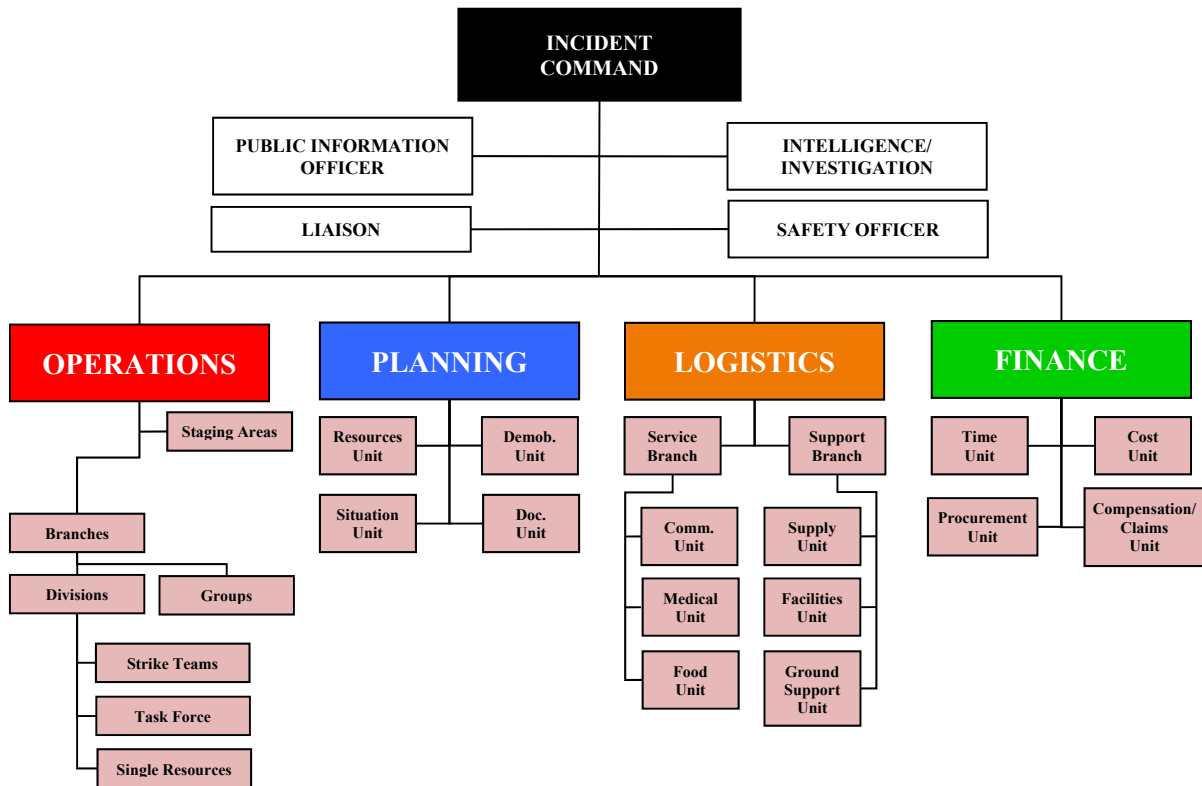 INCIDENT
COMMAND
PUBLIC INFORMATION
OFFICER
INTELLIGENCE/
INVESTIGATION
LIAISON
SAFETY OFFICER
OPERATIONS
PLANNING
LOGISTICS
FINANCE
Staging Areas
Branches
Divisions
Groups
Strike Teams
Task Force
Single Resources
Resources
Unit
Demob.
Unit
Situation
Unit
Doc.
Unit
Service
Branch
Support
Branch
Comm.
Unit
Medical
Unit
Food
Unit
Supply
Unit
Facilities
Unit
Ground
Support
Unit
Time
Unit
Cost
Unit
Procurement
Unit
Compensation/
Claims
Unit